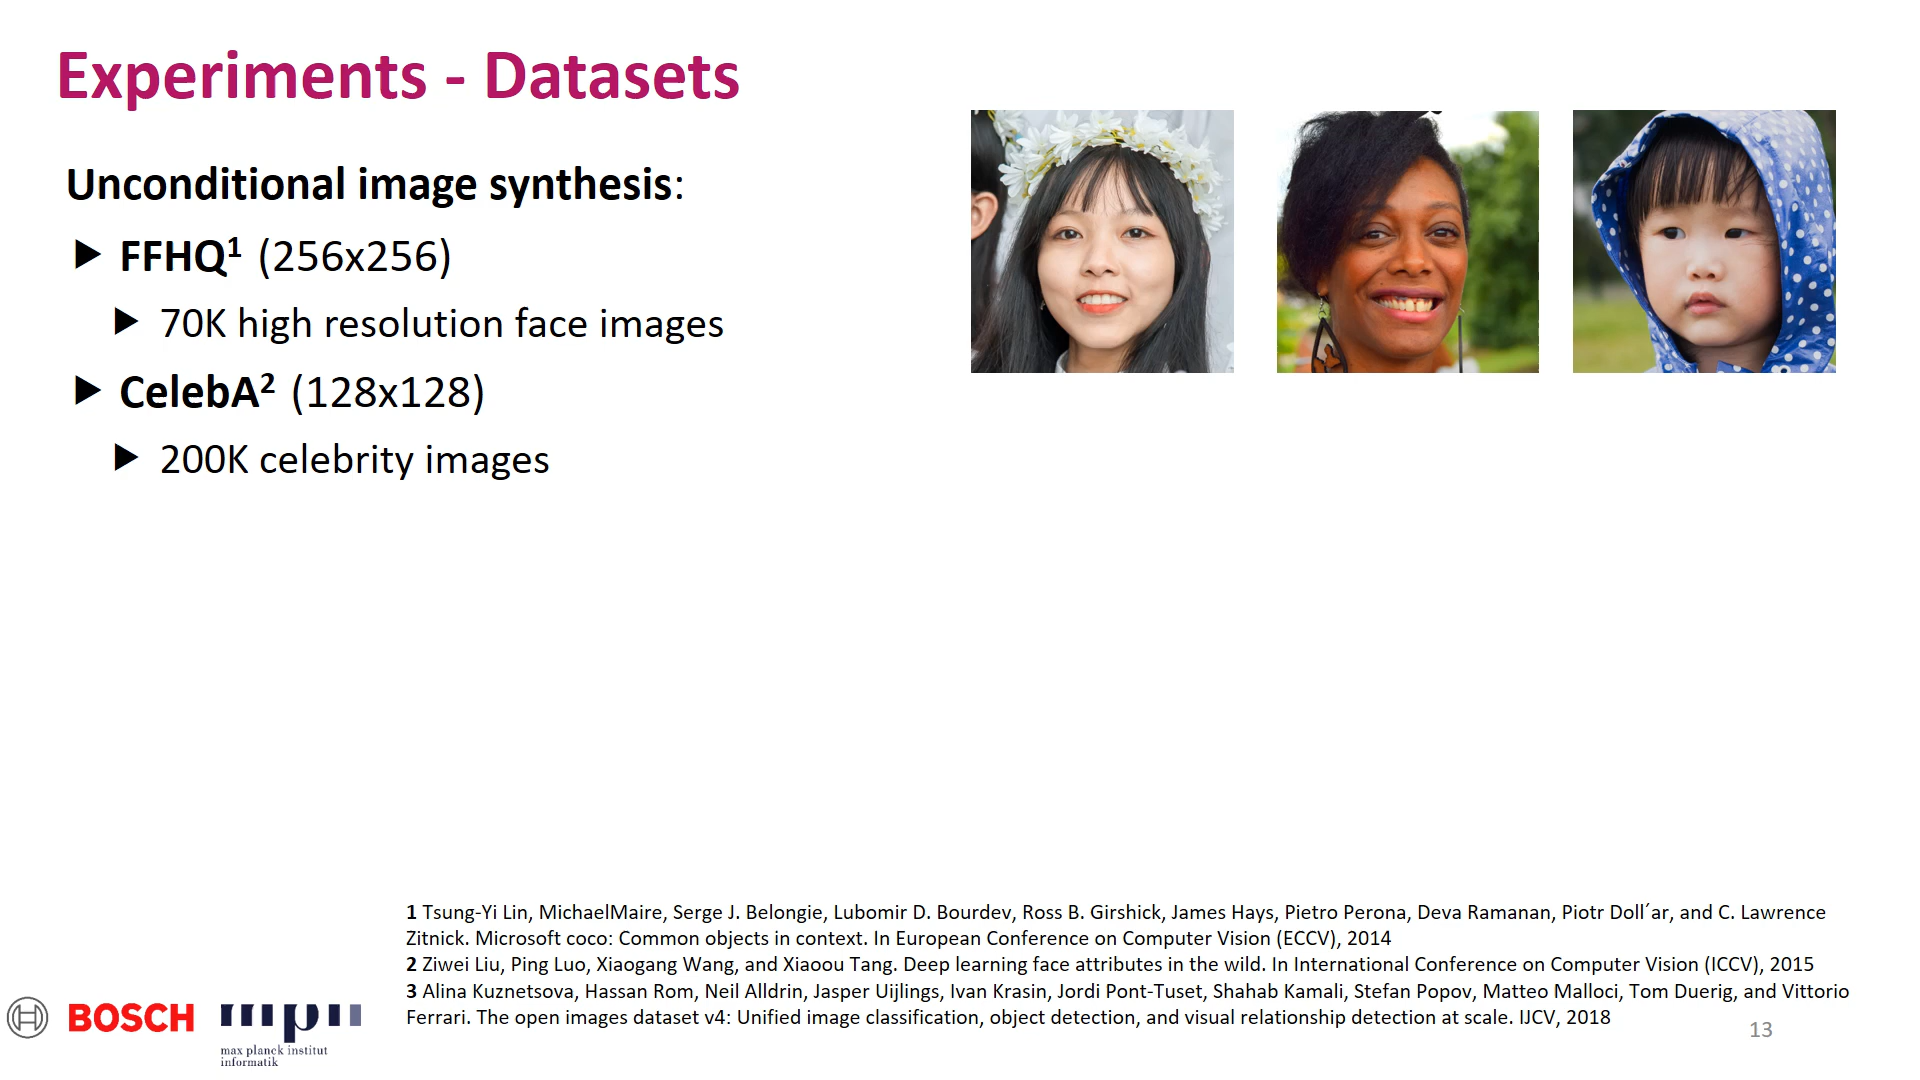 Experiments - Datasets
Unconditional image synthesis:
FFHQ1 (256x256)
70K high resolution face images
CelebA2 (128x128)
200K celebrity images
1 Tsung-Yi Lin, MichaelMaire, Serge J. Belongie, Lubomir D. Bourdev, Ross B. Girshick, James Hays, Pietro Perona, Deva Ramanan, Piotr Doll´ar, and C. Lawrence
Zitnick. Microsoft coco: Common objects in context. In European Conference on Computer Vision (ECCV), 2014
2 Ziwei Liu, Ping Luo, Xiaogang Wang, and Xiaoou Tang. Deep learning face attributes in the wild. In International Conference on Computer Vision (ICCV), 2015
3 Alina Kuznetsova, Hassan Rom, Neil Alldrin, Jasper Uijlings, Ivan Krasin, Jordi Pont-Tuset, Shahab Kamali, Stefan Popov, Matteo Malloci, Tom Duerig, and Vittorio
Ferrari. The open images dataset v4: Unified image classification, object detection, and visual relationship detection at scale. IJCV, 2018
BOSCH
mpii
max planck institut
informatik
13